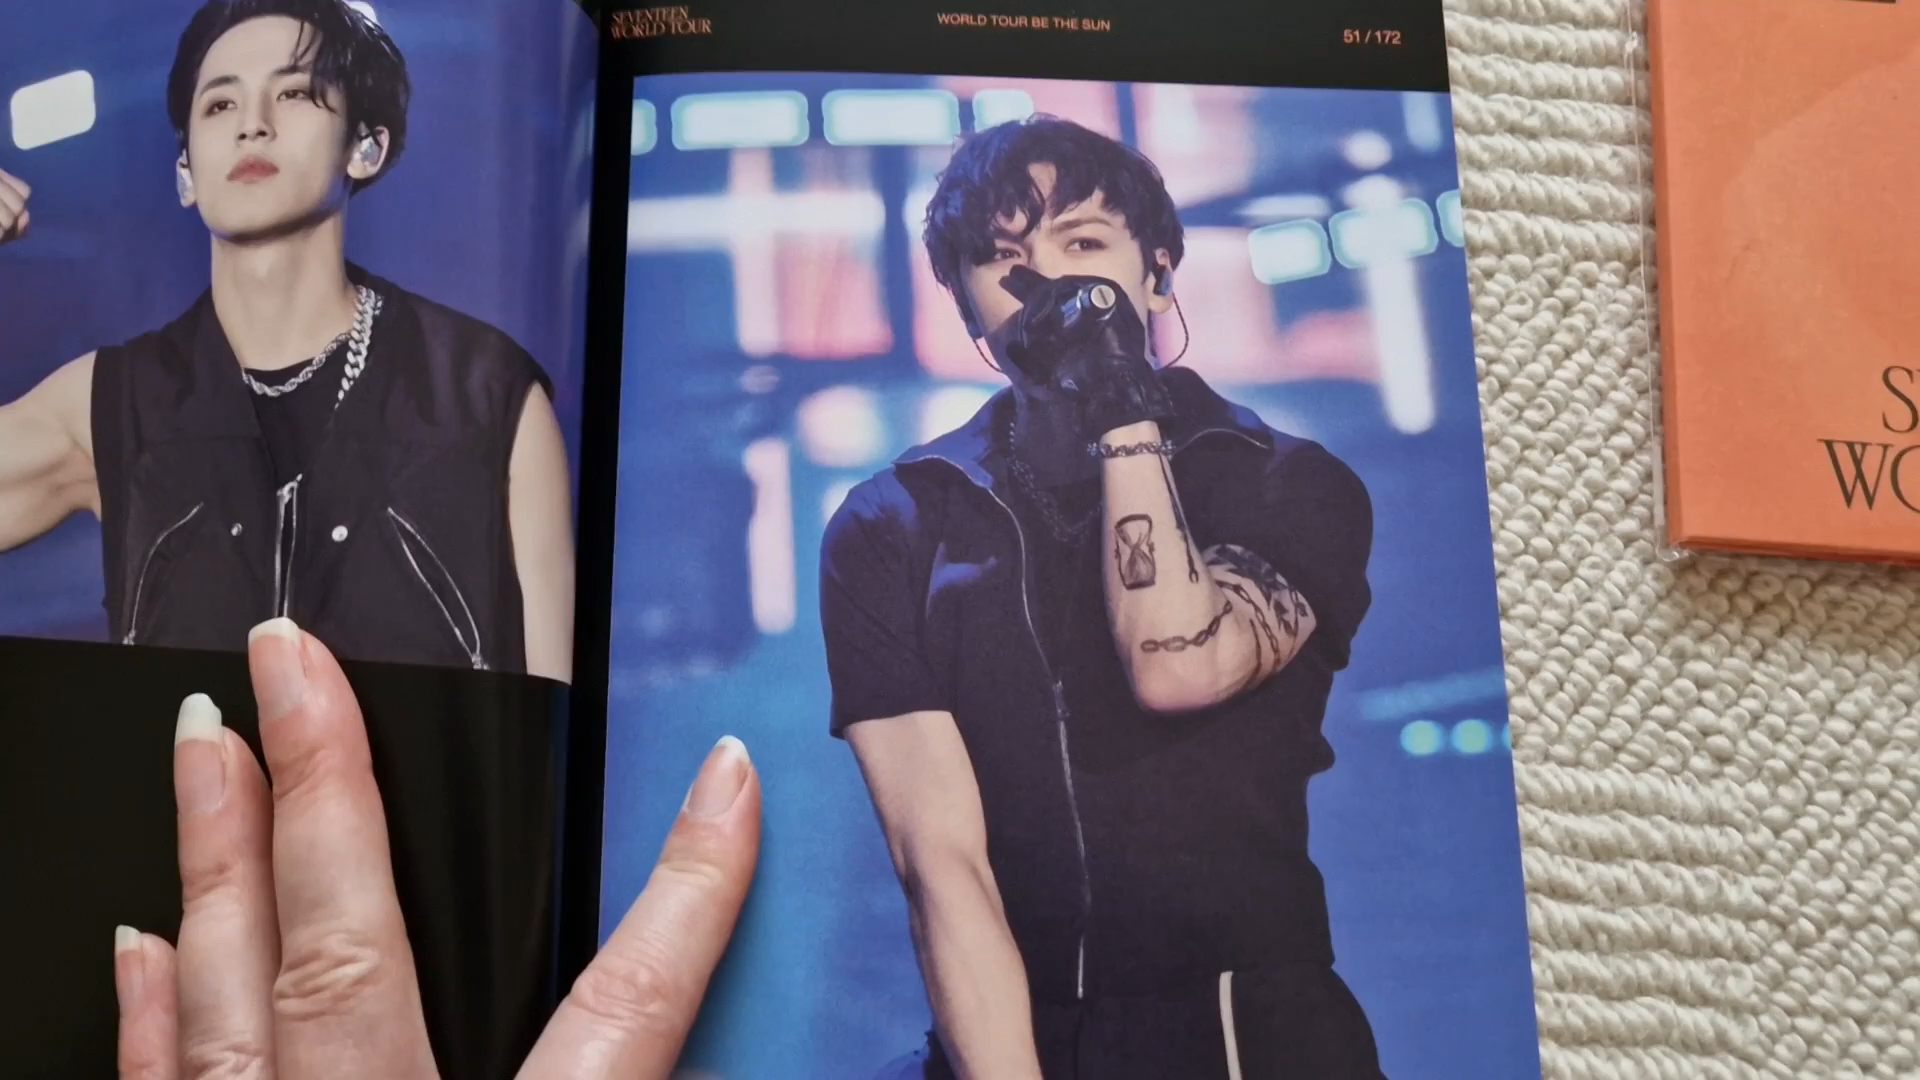 SEVENTEEN
WORLD TOUR
WORLD TOUR BE THE SUN
51 / 172